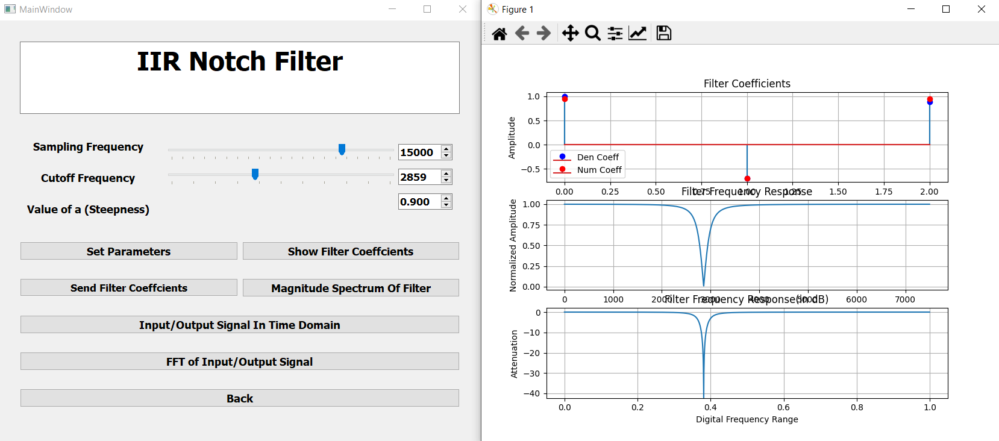 MainWindow
IIR Notch Filter
Sampling Frequency
15000
Cutoff Frequency
2859
Value of a (Steepness)
0.900
Set Parameters
Show Filter Coeffcients
Send Filter Coeffcients
Magnitude Spectrum Of Filter
Input/Output Signal In Time Domain
FFT of Input/Output Signal
Back
Figure 1
Filter Coefficients
Amplitude
1.0
0.5
0.0
−0.5
Den Coeff
Num Coeff
0.00 0.25 0.50 0.75 1.00 1.25 1.50 1.75 2.00
Filter Frequency Response
Normalized Amplitude
1.00
0.75
0.50
0.25
0.00
0 1000 2000 3000 4000 5000 6000 7000
Filter Frequency Response(in dB)
Attenuation
0
−10
−20
−30
−40
0.0 0.2 0.4 0.6 0.8 1.0
Digital Frequency Range